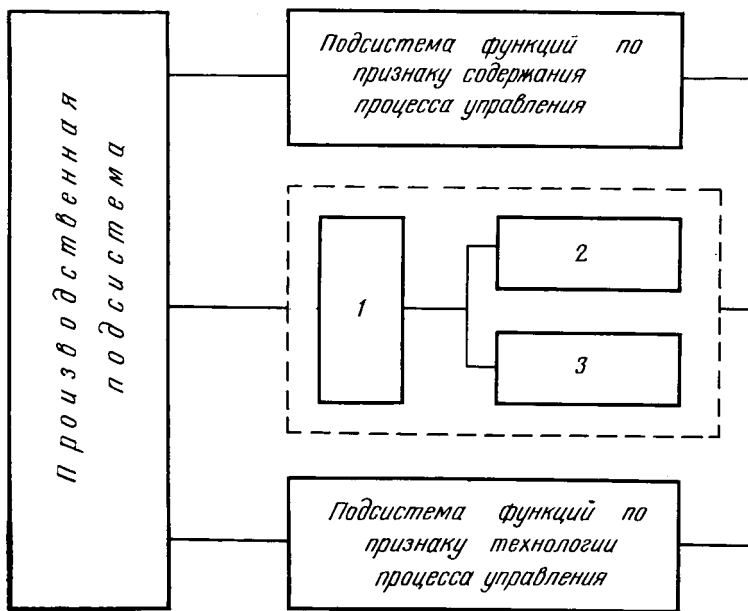 Производственная
подсистема
Подсистема функций по
признаку содержания
процесса управления
1
2
3
Подсистема функций по
признаку технологии
процесса управления